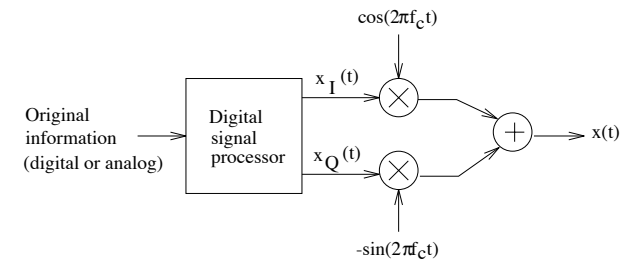 cos(2πf_c t)
x_I(t)
Original
information
(digital or analog)
Digital
signal
processor
x(t)
x_Q(t)
-sin(2πf_c t)